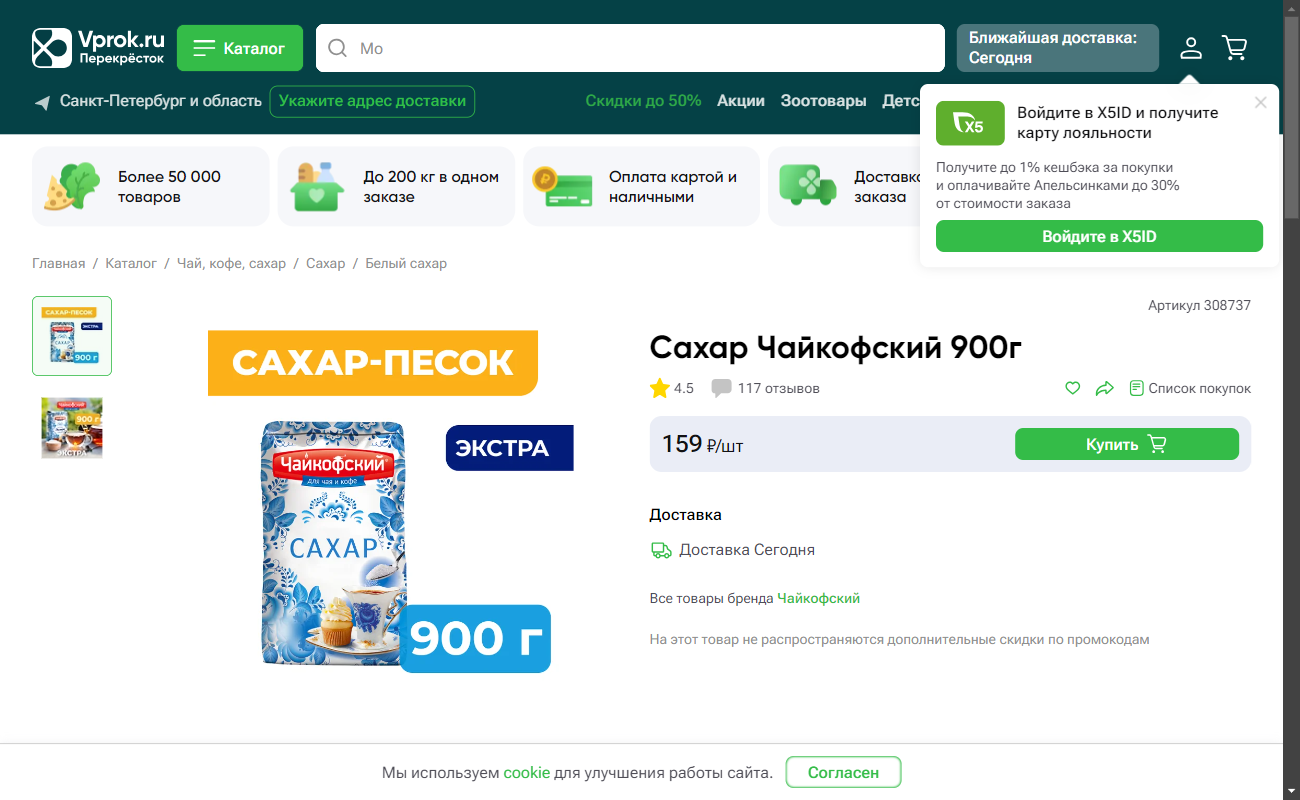 Vprok.ru
Перекрёсток
Каталог
Мо
Ближайшая доставка:
Сегодня
Санкт-Петербург и область
Укажите адрес доставки
Скидки до 50%
Акции
Зоотовары
Детс
Войдите в X5ID и получите
карту лояльности
X5
Получите до 1% кешбэка за покупки
и оплачивайте Апельсинками до 30%
от стоимости заказа
Войдите в X5ID
Более 50 000
товаров
До 200 кг в одном
заказе
Оплата картой и
наличными
Доставка
заказа
Главная / Каталог / Чай, кофе, сахар / Сахар / Белый сахар
Артикул 308737
САХАР-ПЕСОК
ЭКСТРА
900 г
900 г
ЭКСТРА
САХАР-ПЕСОК
ЭКСТРА
Чайкофский
для чая и кофе
САХАР
900 г
Сахар Чайкофский 900г
4.5
117 отзывов
Список покупок
159 ₽/шт
Купить
Доставка
Доставка Сегодня
Все товары бренда Чайкофский
На этот товар не распространяются дополнительные скидки по промокодам
Мы используем cookie для улучшения работы сайта.
Согласен